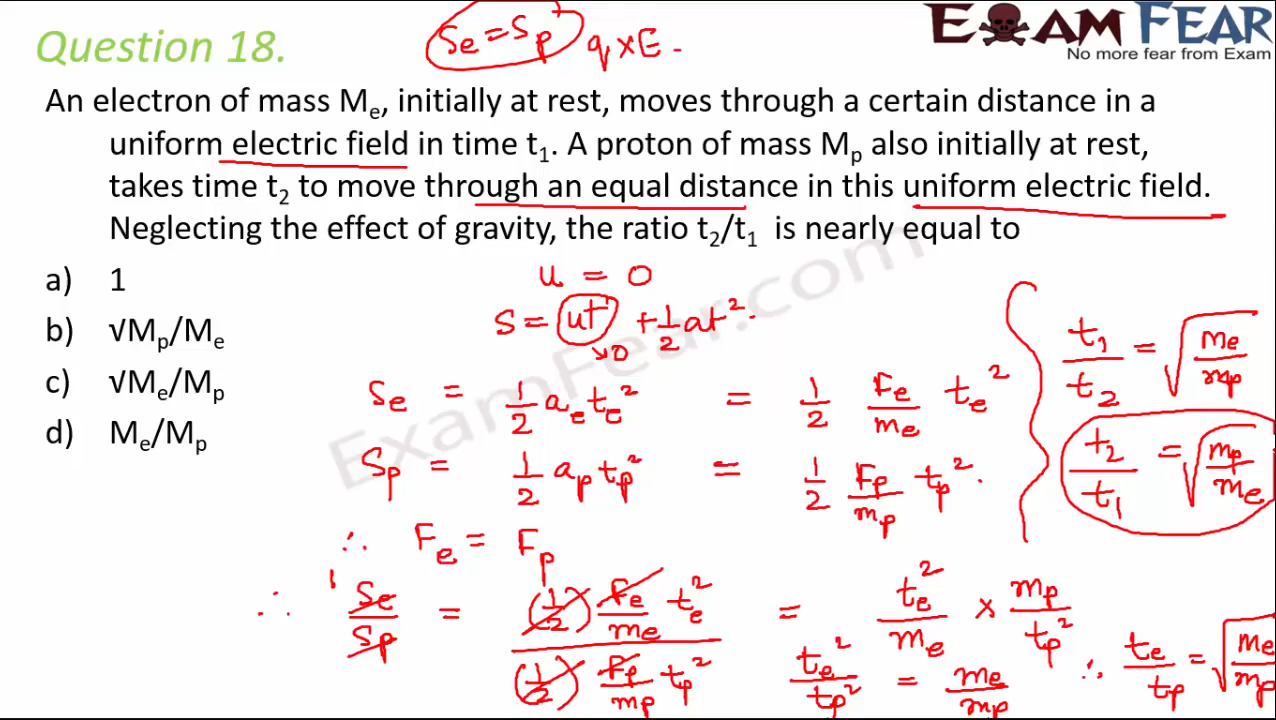 Se = Sp q × E -
EXAM FEAR
No more fear from Exam
Question 18.
An electron of mass Me, initially at rest, moves through a certain distance in a
uniform electric field in time t1. A proton of mass Mp also initially at rest,
takes time t2 to move through an equal distance in this uniform electric field.
Neglecting the effect of gravity, the ratio t2/t1 is nearly equal to
a) 1
b) √Mp/Me
c) √Me/Mp
d) Me/Mp
ExamFear.com
u = 0
S = ut + 1/2 at².
→0
Se = 1/2 ae te² = 1/2 Fe/me te²
Sp = 1/2 ap tp² = 1/2 Fp/mp tp².
∴ Fe = Fp
∴ Se/Sp = (1/2) Fe/me te² / (1/2) Fp/mp tp² = te²/me × mp/tp²
te²/tp² = me/mp ∴ te/tp = √me/mp
t1/t2 = √me/mp
t2/t1 = √mp/me